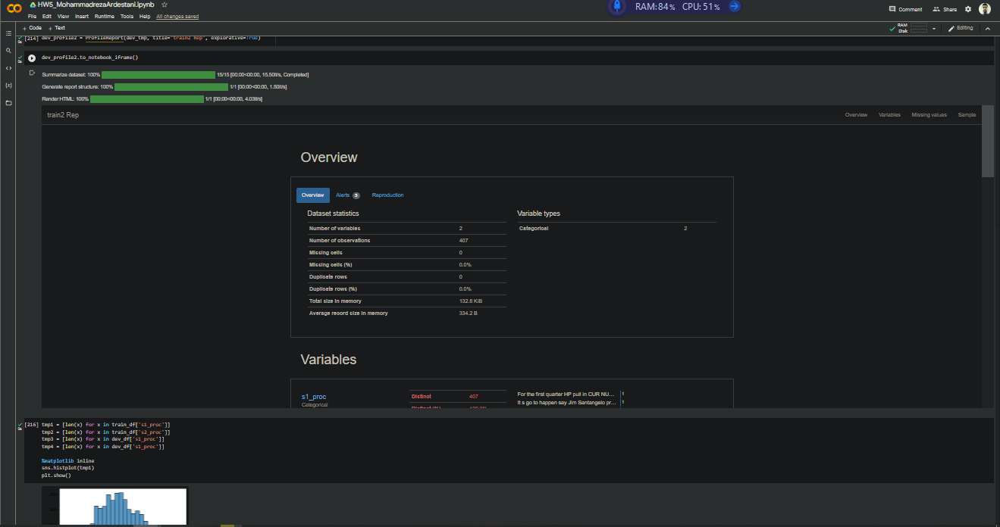 HW5_MohammadrezaArdestani.ipynb
RAM:84% CPU:51%
Comment
Share
File Edit View Insert Runtime Tools Help All changes saved
+ Code + Text
RAM
Disk
Editing
[214] dev_profile2 = ProfileReport(dev_tmp, title="train2 Rep", explorative=True)
dev_profile2.to_notebook_iframe()
Summarize dataset: 100% 15/15 [00:00<00:00, 15.50it/s, Completed]
Generate report structure: 100% 1/1 [00:00<00:00, 1.50it/s]
Render HTML: 100% 1/1 [00:00<00:00, 4.03it/s]
train2 Rep
Overview Variables Missing values Sample
Overview
Overview Alerts 5 Reproduction
Dataset statistics
Number of variables 2
Number of observations 407
Missing cells 0
Missing cells (%) 0.0%
Duplicate rows 0
Duplicate rows (%) 0.0%
Total size in memory 132.8 KiB
Average record size in memory 334.2 B
Variable types
Categorical 2
Variables
s1_proc
Categorical
Distinct 407
For the first quarter HP pull in CUR NU... 1
It s go to happen say Jim Santangelo pr... 1
[216] tmp1 = [len(x) for x in train_df['s1_proc']]
tmp2 = [len(x) for x in train_df['s2_proc']]
tmp3 = [len(x) for x in dev_df['s1_proc']]
tmp4 = [len(x) for x in dev_df['s1_proc']]
%matplotlib inline
sns.histplot(tmp1)
plt.show()